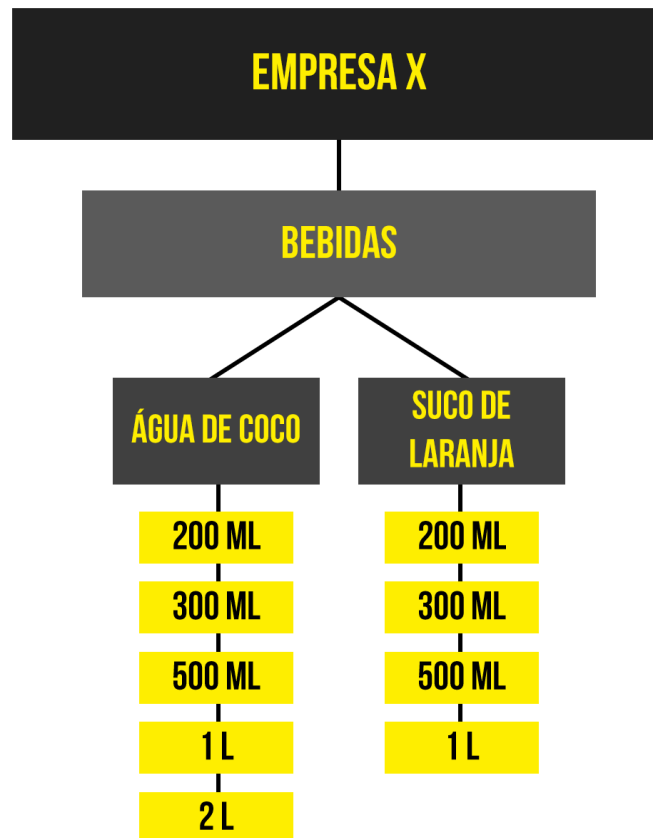 EMPRESA X
BEBIDAS
ÁGUA DE COCO
200 ML
300 ML
500 ML
1 L
2 L
SUCO DE
LARANJA
200 ML
300 ML
500 ML
1 L